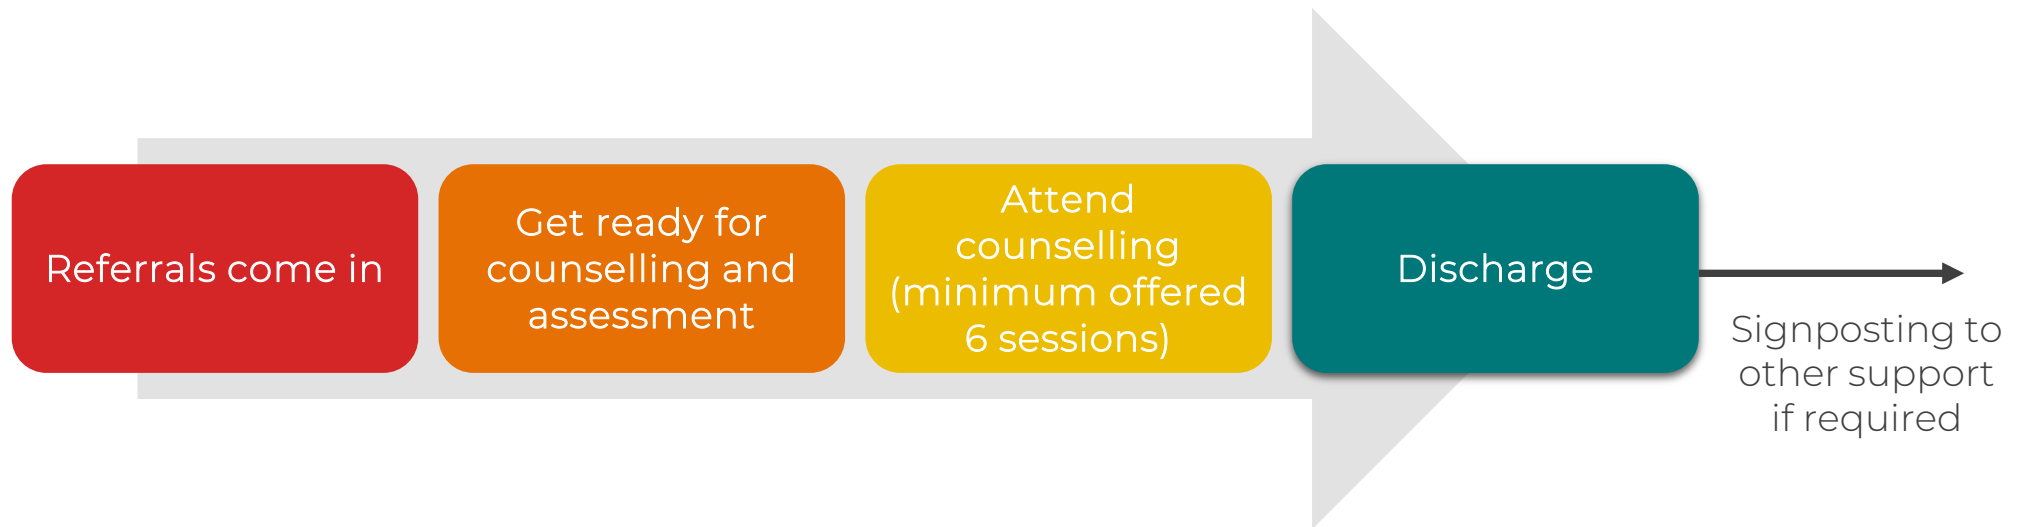 Referrals come in
Get ready for
counselling and
assessment
Attend
counselling
(minimum offered
6 sessions)
Discharge
Signposting to
other support
if required